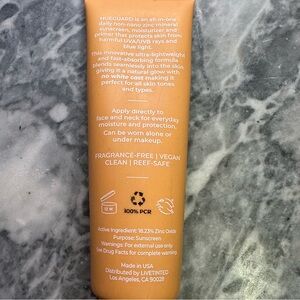 HUEGUARD is an all in one
daily non-nano zinc mineral
sunscreen, moisturizer and
primer that protects skin from
harmful UVA/UVB rays and
blue light.
This innovative ultra-lightweight
and fast-absorbing formula
blends seamlessly into the skin
giving it a natural glow with
no white cast making it
perfect for all skin tones
and types.
Apply directly to
face and neck for everyday
moisture and protection.
Can be worn alone or
under makeup.
FRAGRANCE-FREE | VEGAN
CLEAN | REEF-SAFE
100% PCR
Active Ingredient: 18.23% Zinc Oxide
Purpose: Sunscreen
Warnings: For external use only
See Drug Facts for complete info.
Made in USA
Distributed by LIVETINTED
Los Angeles, CA 90028